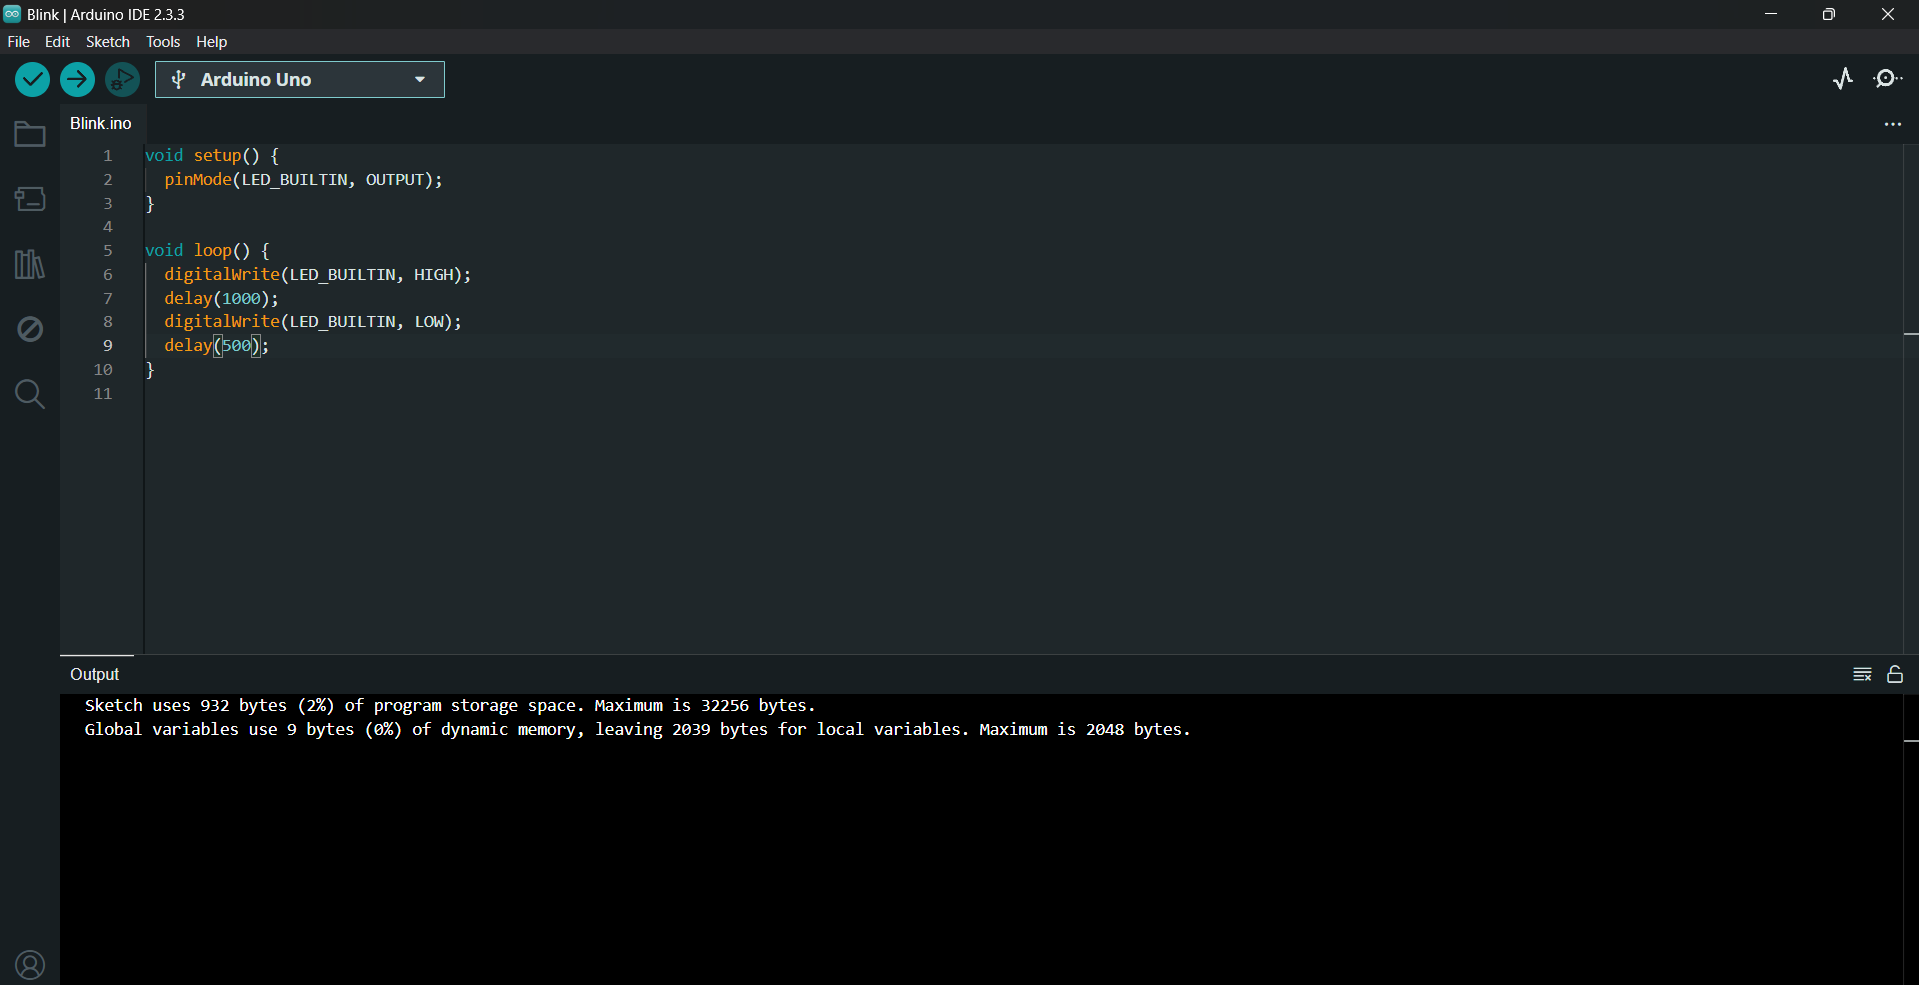 Blink | Arduino IDE 2.3.3
File Edit Sketch Tools Help
Arduino Uno
Blink.ino
1 void setup() {
2   pinMode(LED_BUILTIN, OUTPUT);
3 }
4
5 void loop() {
6   digitalWrite(LED_BUILTIN, HIGH);
7   delay(1000);
8   digitalWrite(LED_BUILTIN, LOW);
9   delay(500);
10 }
11
Output
Sketch uses 932 bytes (2%) of program storage space. Maximum is 32256 bytes.
Global variables use 9 bytes (0%) of dynamic memory, leaving 2039 bytes for local variables. Maximum is 2048 bytes.